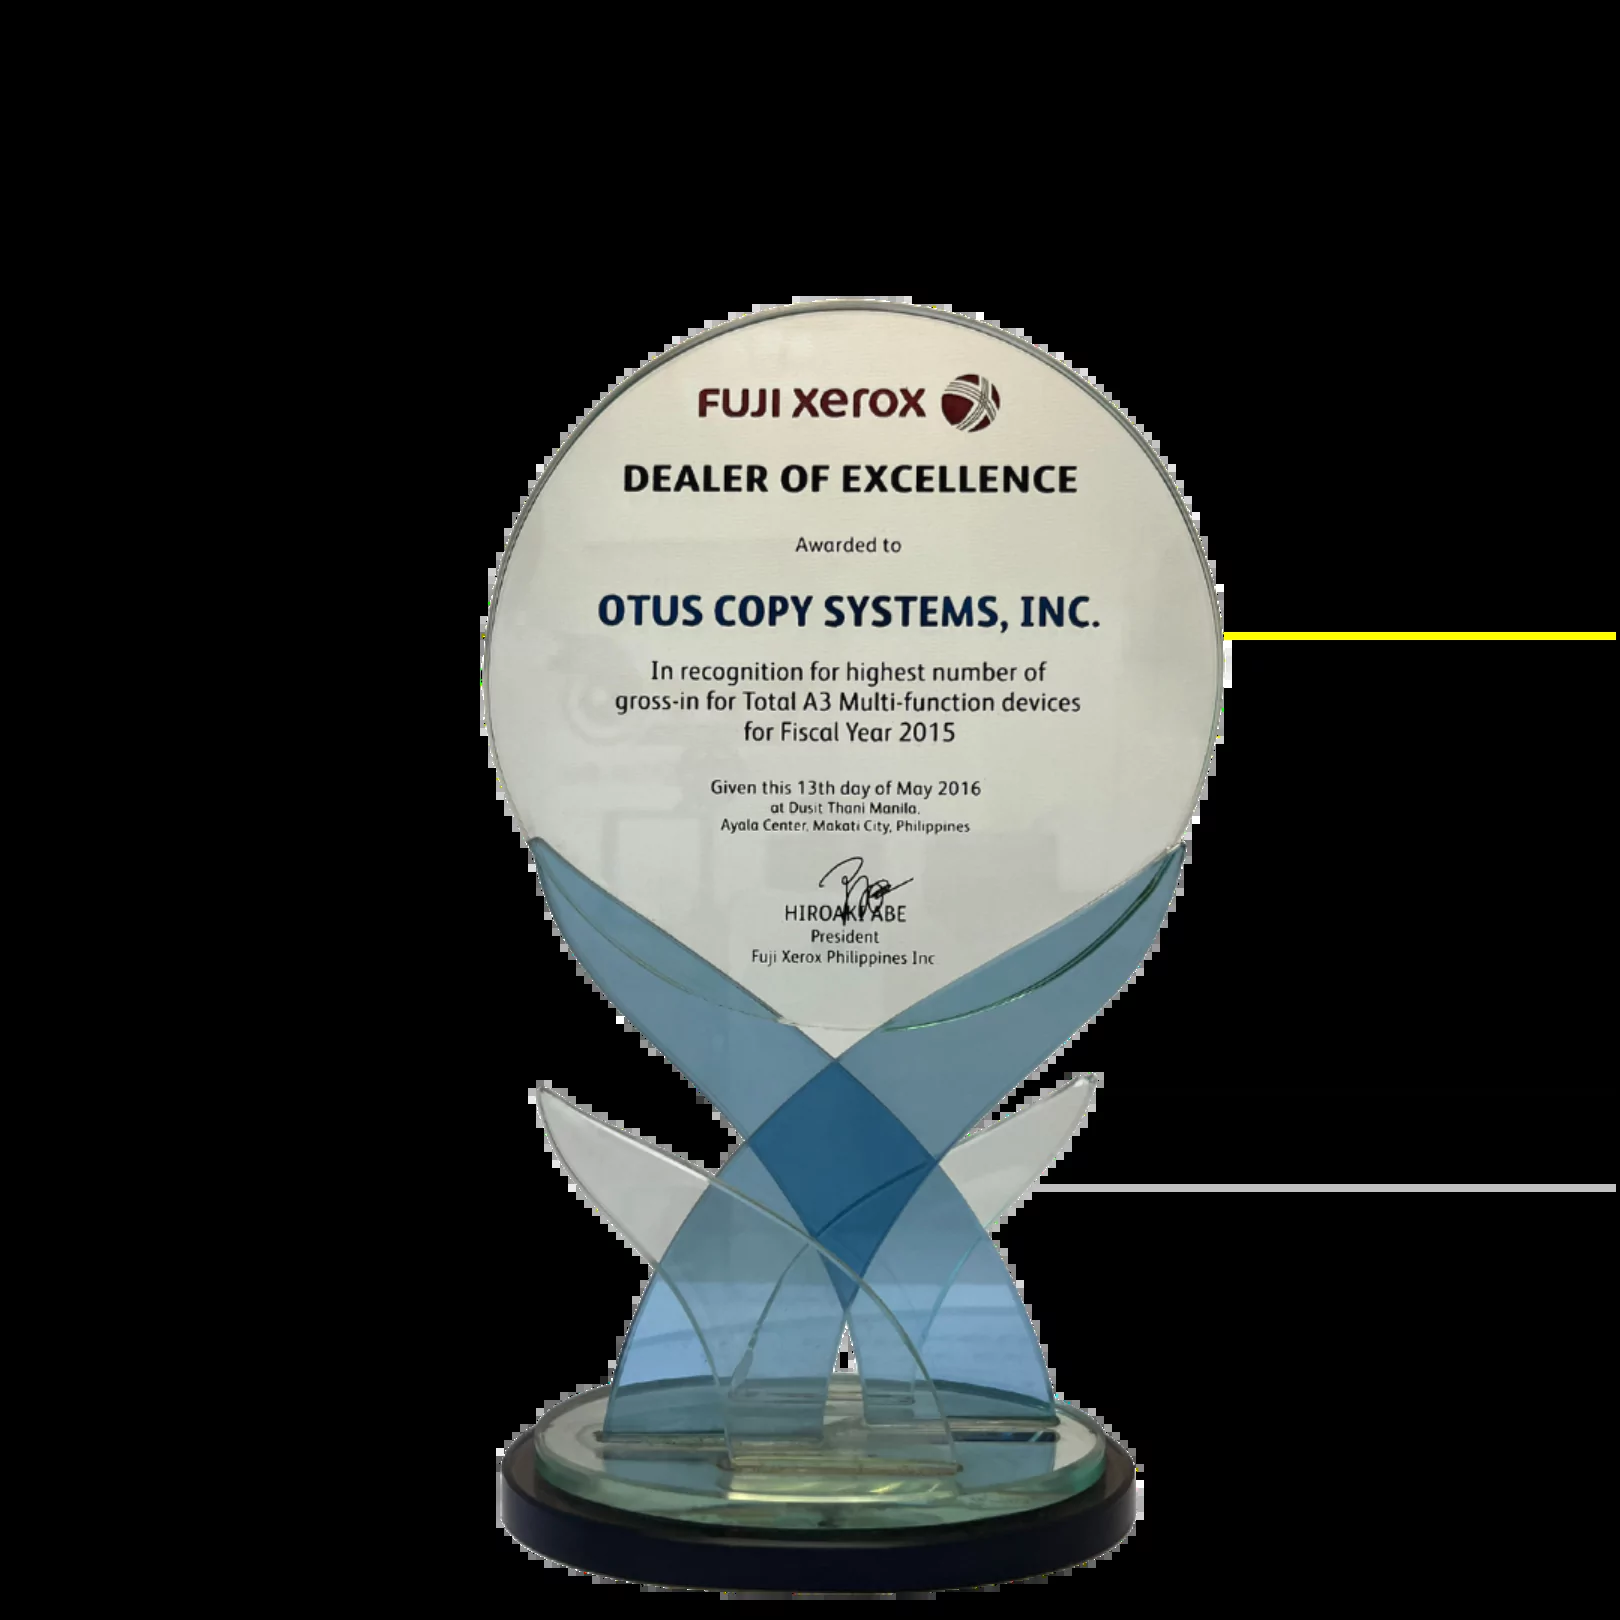 FUJI xerox
DEALER OF EXCELLENCE
Awarded to
OTUS COPY SYSTEMS, INC.
In recognition for highest number of
gross-in for Total A3 Multi-function devices
for Fiscal Year 2015
Given this 13th day of May 2016
at Dusit Thani Manila,
Ayala Center, Makati City, Philippines
HIROAKI ABE
President
Fuji Xerox Philippines Inc